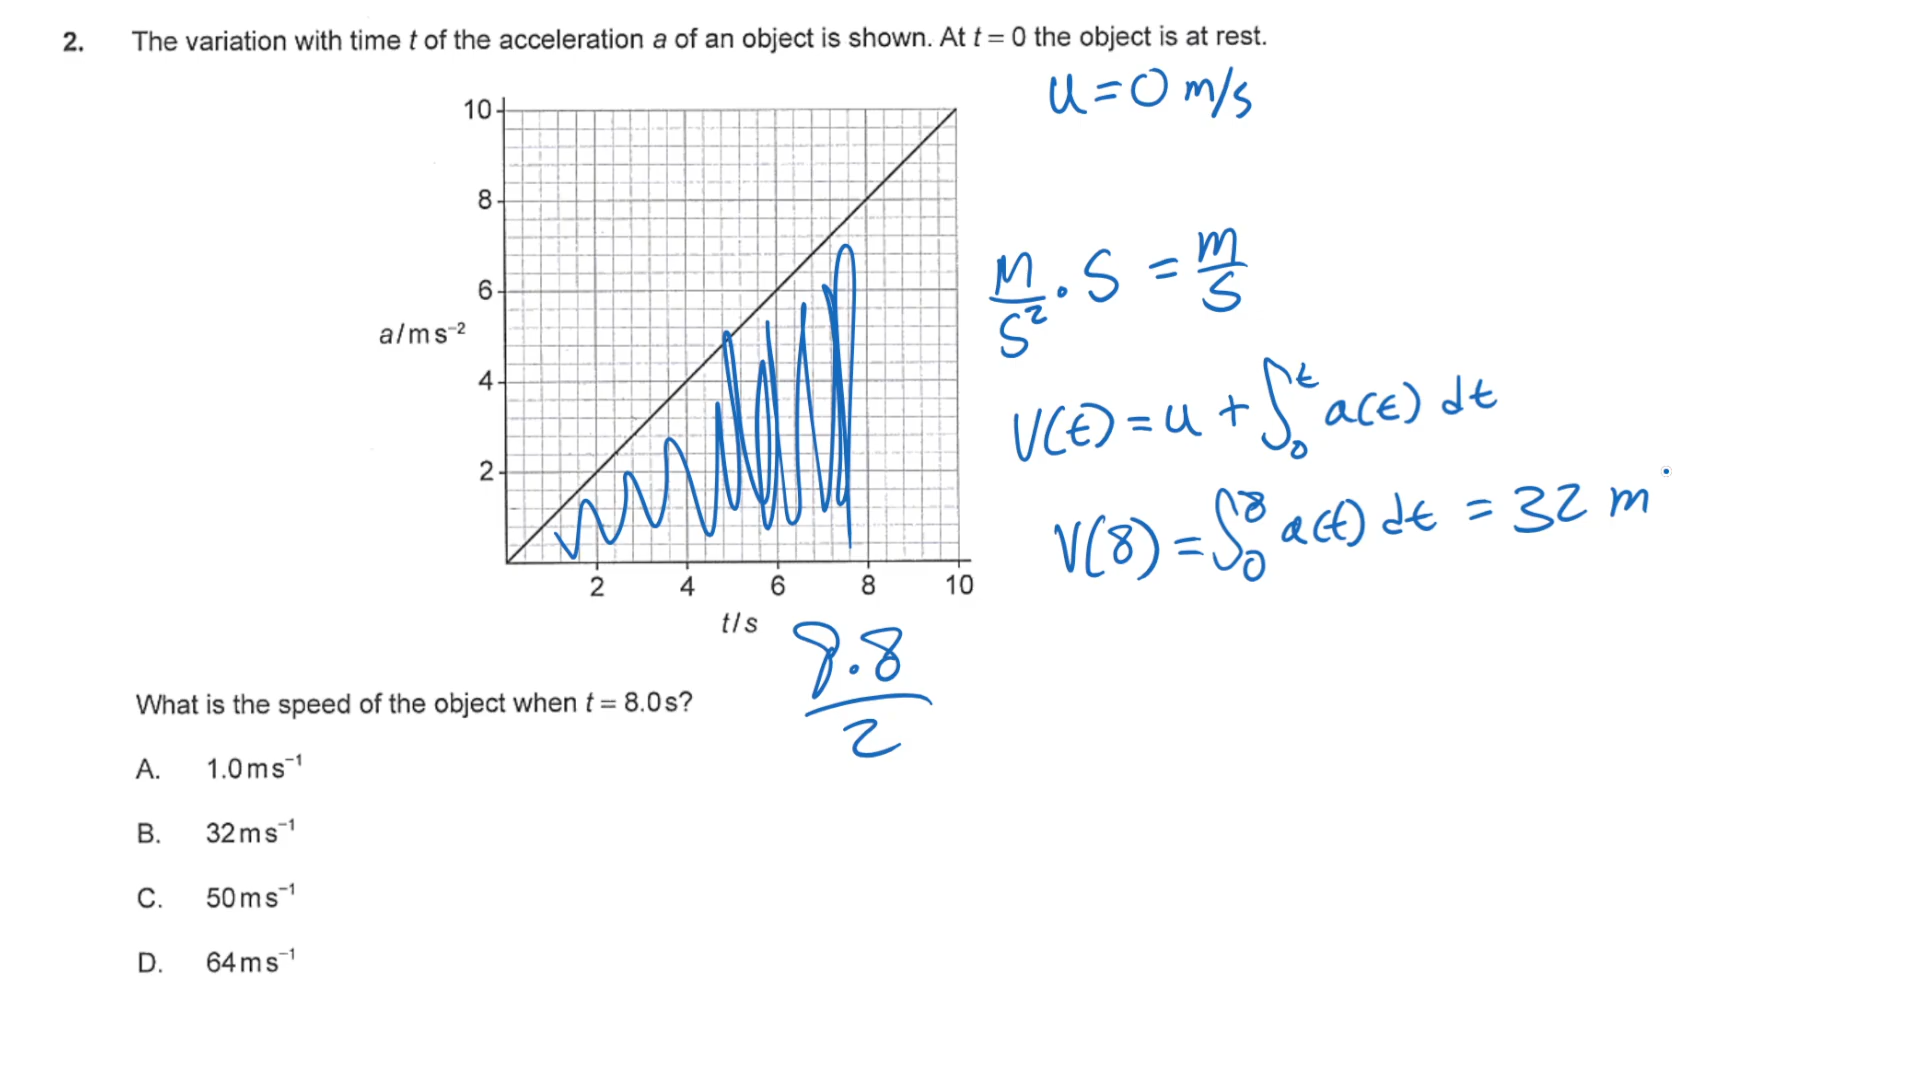 2. The variation with time t of the acceleration a of an object is shown. At t = 0 the object is at rest.
u = 0 m/s
10
8
6
a/ms⁻²
4
2
2 4 6 8 10
t/s
M/S² · S = m/S
V(t) = u + ∫₀ᵗ a(t) dt
V(8) = ∫₀⁸ a(t) dt = 32 m
8.8/2
What is the speed of the object when t = 8.0s?
A. 1.0ms⁻¹
B. 32ms⁻¹
C. 50ms⁻¹
D. 64ms⁻¹